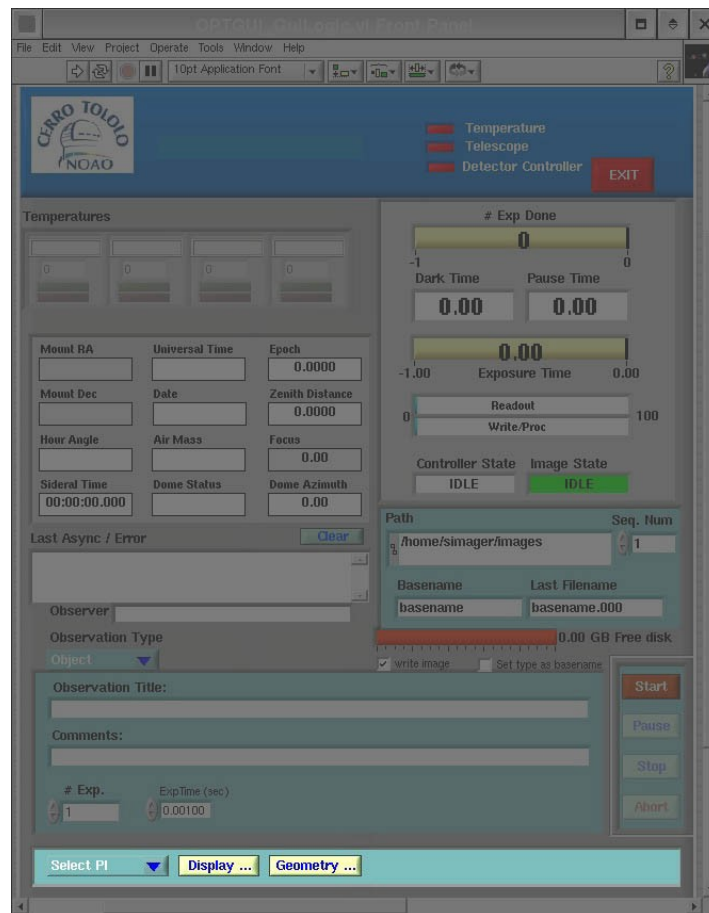 OPTGUI_GuiLogic.vi Front Panel
File Edit View Project Operate Tools Window Help
10pt Application Font
?
CERRO TOLOLO
NOAO
Temperature
Telescope
Detector Controller
EXIT
Temperatures
0 0 0 0
# Exp Done
0
-1 0
Dark Time Pause Time
0.00 0.00
0.00
-1.00 Exposure Time 0.00
Readout
0 100
Write/Proc
Controller State Image State
IDLE IDLE
Mount RA Universal Time Epoch
0.0000
Mount Dec Date Zenith Distance
0.0000
Hour Angle Air Mass Focus
0.00
Sideral Time Dome Status Dome Azimuth
00:00:00.000 0.00
Last Async / Error Clear
Observer
Path Seq. Num
/home/simager/images 1
Basename Last Filename
basename basename.000
0.00 GB Free disk
write image Set type as basename
Observation Type
Object
Observation Title:
Comments:
# Exp. ExpTime (sec)
1 0.00100
Start
Pause
Stop
Abort
Select PI Display ... Geometry ...